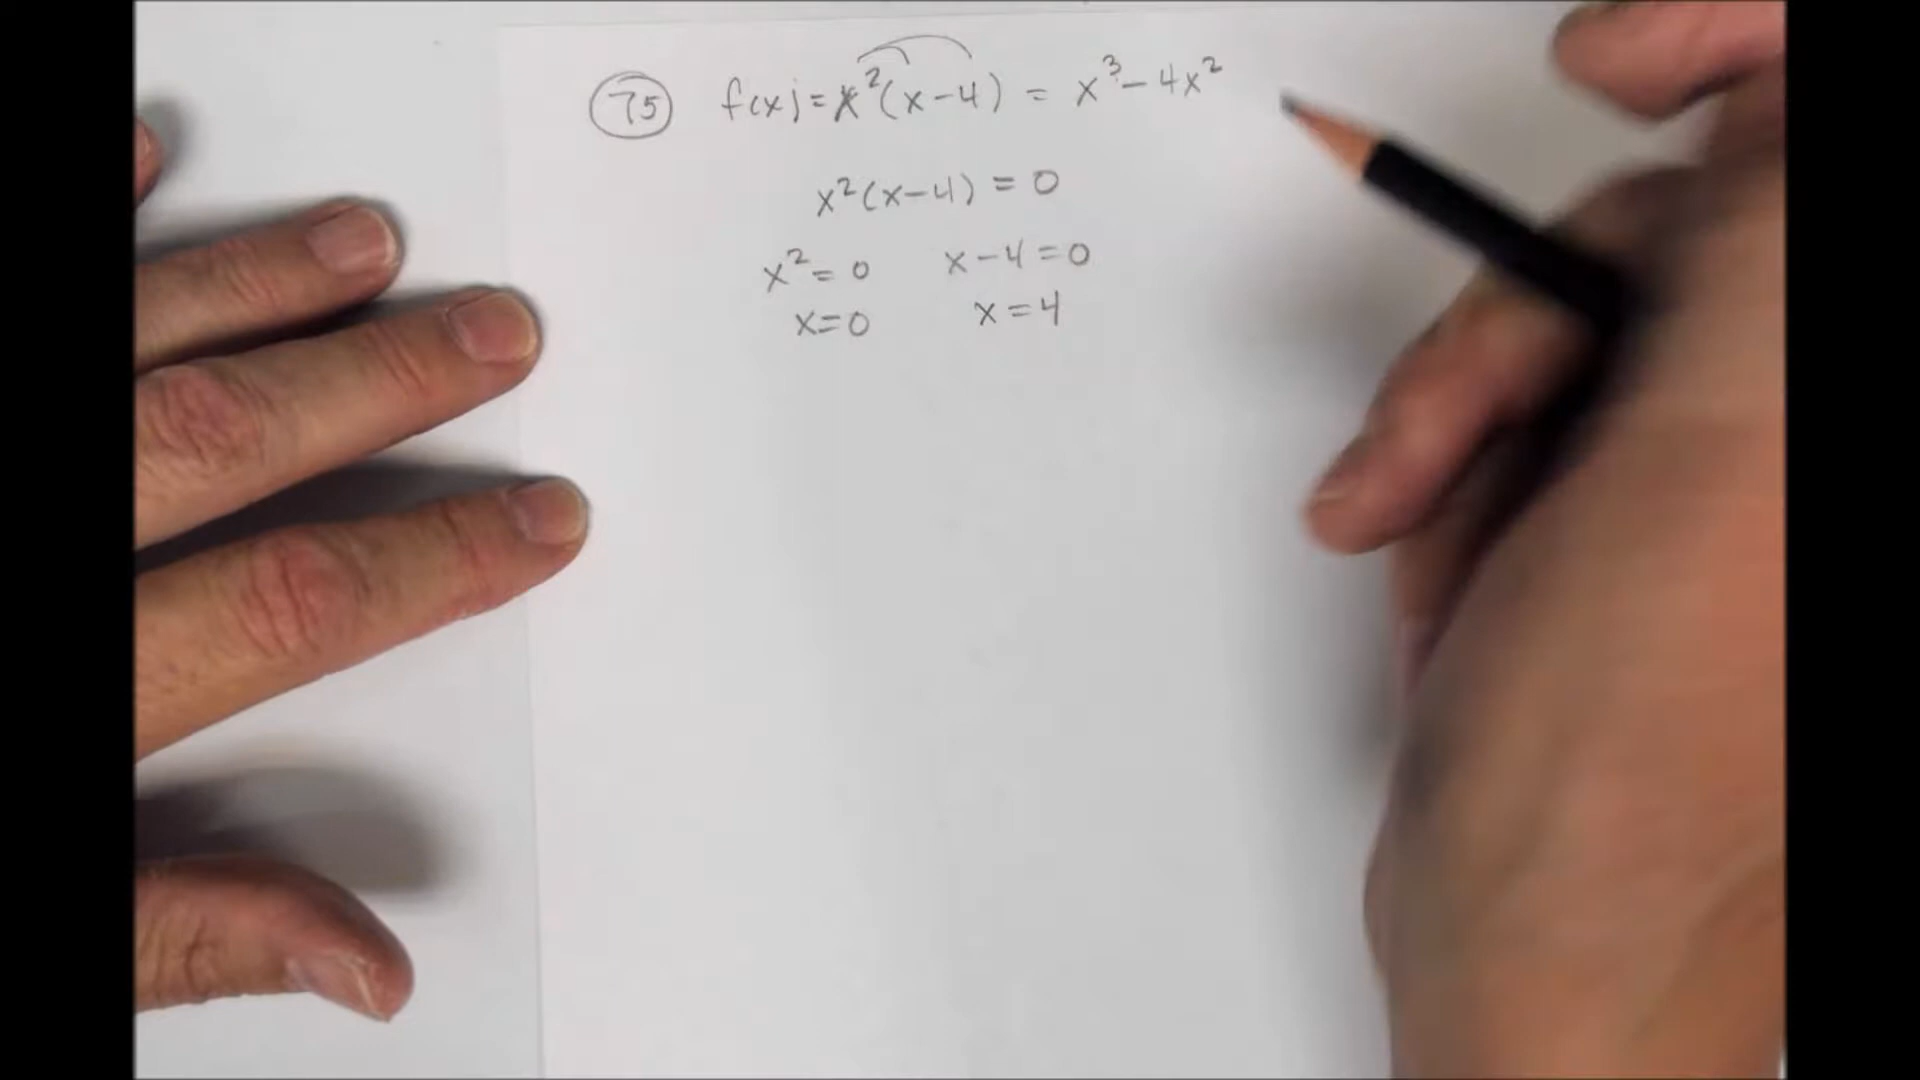 75 f(x) = x²(x-4) = x³-4x²
x²(x-4) = 0
x² = 0 x-4=0
x=0 x=4